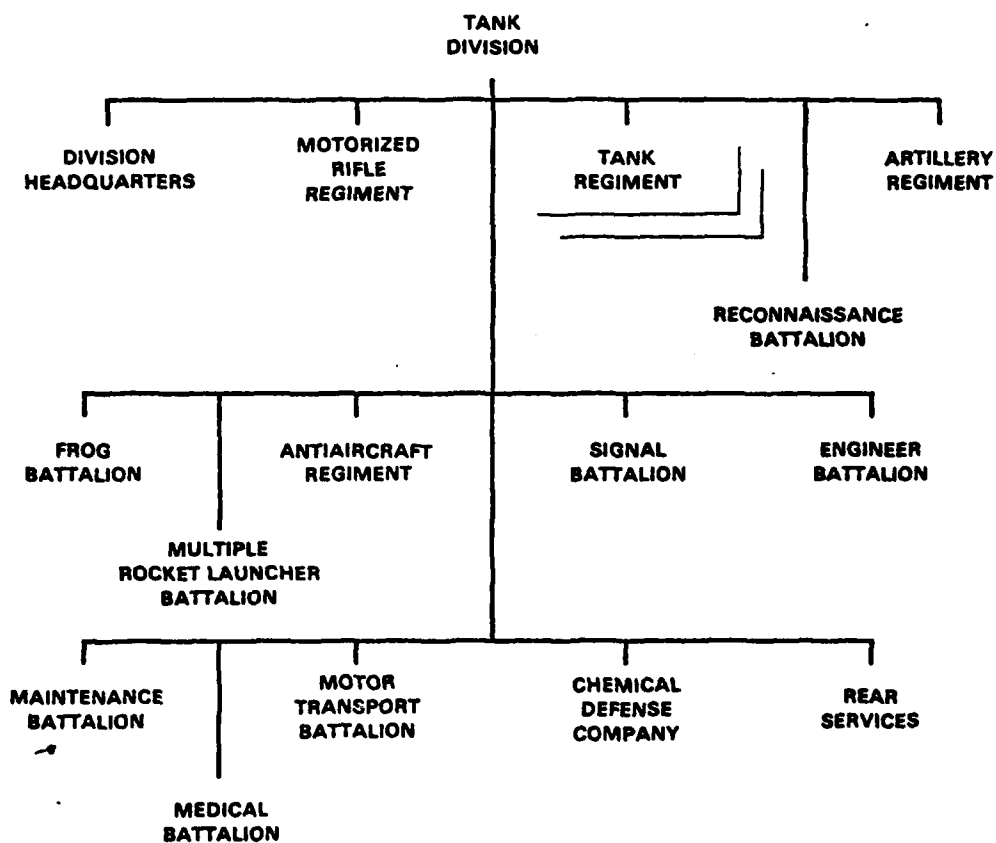 TANK
DIVISION
DIVISION
HEADQUARTERS
MOTORIZED
RIFLE
REGIMENT
TANK
REGIMENT
ARTILLERY
REGIMENT
RECONNAISSANCE
BATTALION
FROG
BATTALION
ANTIAIRCRAFT
REGIMENT
SIGNAL
BATTALION
ENGINEER
BATTALION
MULTIPLE
ROCKET LAUNCHER
BATTALION
MAINTENANCE
BATTALION
MOTOR
TRANSPORT
BATTALION
CHEMICAL
DEFENSE
COMPANY
REAR
SERVICES
MEDICAL
BATTALION